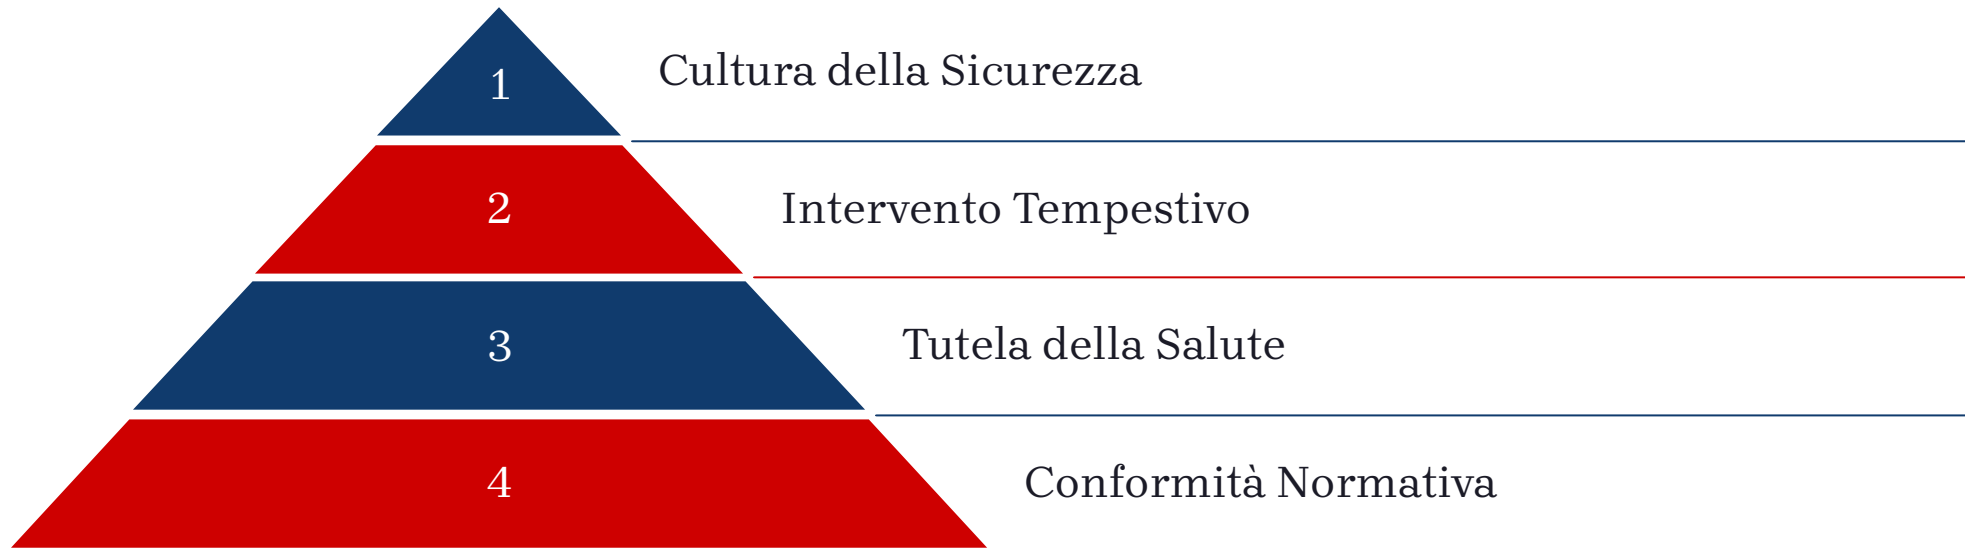 1
Cultura della Sicurezza
2
Intervento Tempestivo
3
Tutela della Salute
4
Conformità Normativa